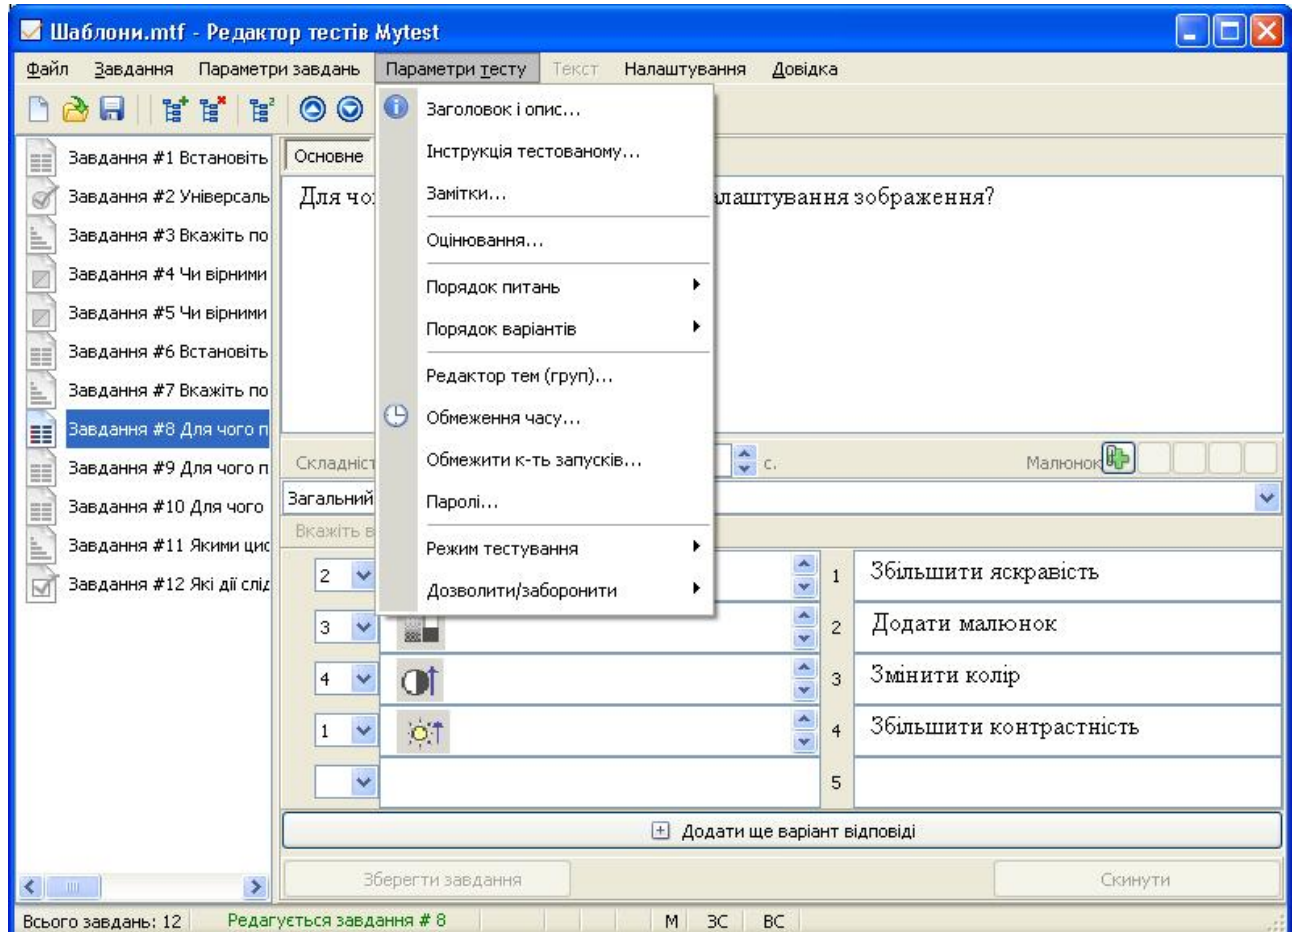 Шаблони.mtf - Редактор тестів Mytest
Файл Завдання Параметри завдань Параметри тесту Текст Налаштування Довідка
Заголовок і опис...
Інструкція тестованому...
Замітки...
Оцінювання...
Порядок питань
Порядок варіантів
Редактор тем (груп)...
Обмеження часу...
Обмежити к-ть запусків...
Паролі...
Режим тестування
Дозволити/заборонити
Завдання #1 Встановіть
Завдання #2 Універсаль
Завдання #3 Вкажіть по
Завдання #4 Чи вірними
Завдання #5 Чи вірними
Завдання #6 Встановіть
Завдання #7 Вкажіть по
Завдання #8 Для чого п
Завдання #9 Для чого п
Завдання #10 Для чого
Завдання #11 Якими
Завдання #12 Які дії
Основне
Для налаштування зображення?
с. Малюнок
Загальний
Вкажіть
2 1 Збільшити яскравість
3 2 Додати малюнок
4 3 Змінити колір
1 4 Збільшити контрастність
5
Додати ще варіант відповіді
Зберегти завдання Скинути
Всього завдань: 12 Редагується завдання # 8 М ЗС ВС